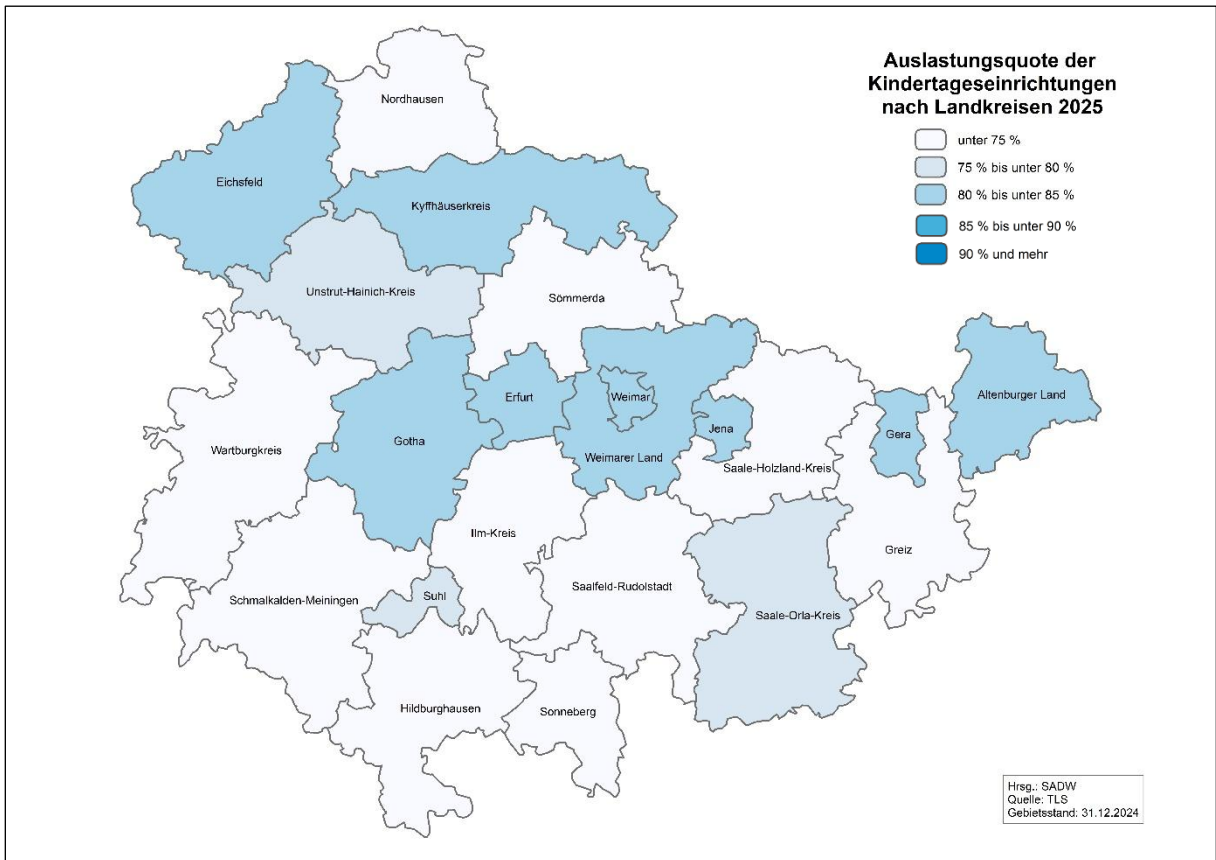 Auslastungsquote der
Kindertageseinrichtungen
nach Landkreisen 2025
unter 75 %
75 % bis unter 80 %
80 % bis unter 85 %
85 % bis unter 90 %
90 % und mehr
Nordhausen
Eichsfeld
Kyffhäuserkreis
Unstrut-Hainich-Kreis
Sömmerda
Altenburger Land
Erfurt
Weimar
Jena
Gera
Gotha
Wartburgkreis
Weimarer Land
Saale-Holzland-Kreis
Ilm-Kreis
Greiz
Saalfeld-Rudolstadt
Suhl
Schmalkalden-Meiningen
Saale-Orla-Kreis
Hildburghausen
Sonneberg
Hrsg.: SADW
Quelle: TLS
Gebietsstand: 31.12.2024